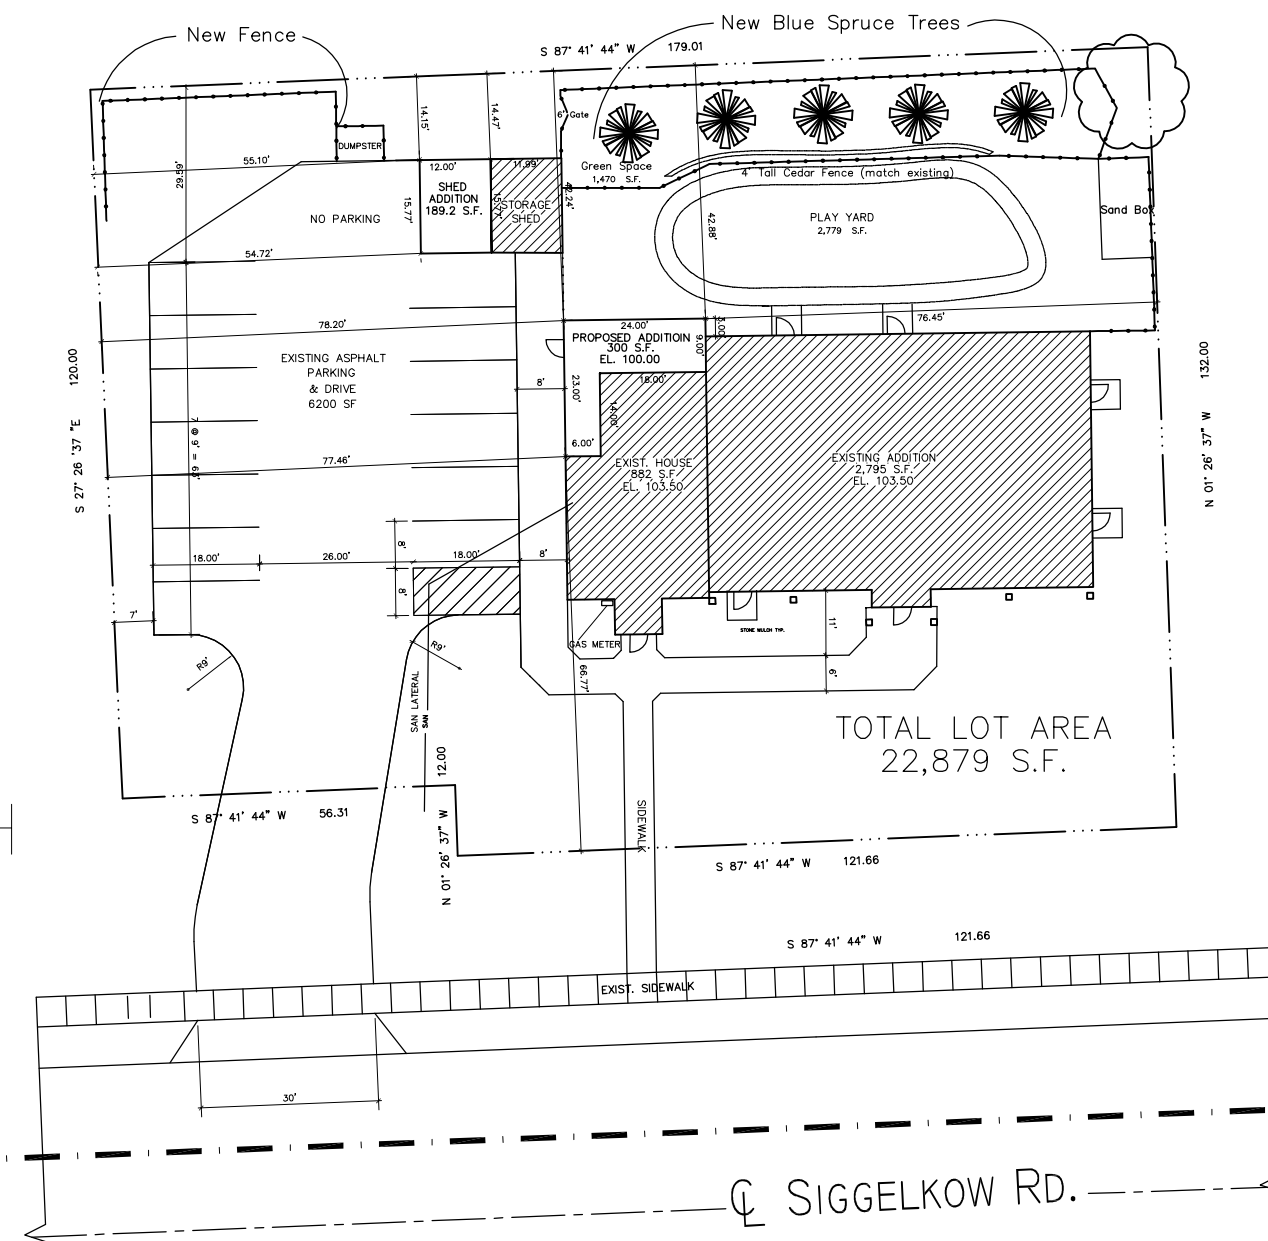 New Fence
New Blue Spruce Trees
S 87° 41' 44" W 179.01
14.15'
14.47'
6' Gate
DUMPSTER
55.10'
29.59'
12.00'
11.99'
SHED
ADDITION
189.2 S.F.
15.77'
15.77'
STORAGE
SHED
42.24'
Green Space
1,470 S.F.
4' Tall Cedar Fence (match existing)
NO PARKING
42.88'
PLAY YARD
2,779 S.F.
Sand Box
54.72'
78.20'
24.00'
5.00'
76.45'
PROPOSED ADDITION
300 S.F.
EL. 100.00
9.00'
EXISTING ASPHALT
PARKING
& DRIVE
6200 SF
S 27° 26 '37 "E 120.00
N 01° 26' 37" W 132.00
8'
23.00'
18.00'
14.00'
7 @ 9' = 63'
6.00'
77.46'
EXIST. HOUSE
882 S.F.
EL. 103.50
EXISTING ADDITION
2,795 S.F.
EL. 103.50
18.00'
26.00'
8'
18.00'
8'
8'
7'
GAS METER
STONE MULCH TYP.
11'
R9'
R9'
66.77'
6'
SAN LATERAL
SAN
TOTAL LOT AREA
22,879 S.F.
S 87° 41' 44" W 56.31
N 01° 26' 37" W 12.00
SIDEWALK
S 87° 41' 44" W 121.66
S 87° 41' 44" W 121.66
EXIST. SIDEWALK
30'
CL SIGGELKOW RD.